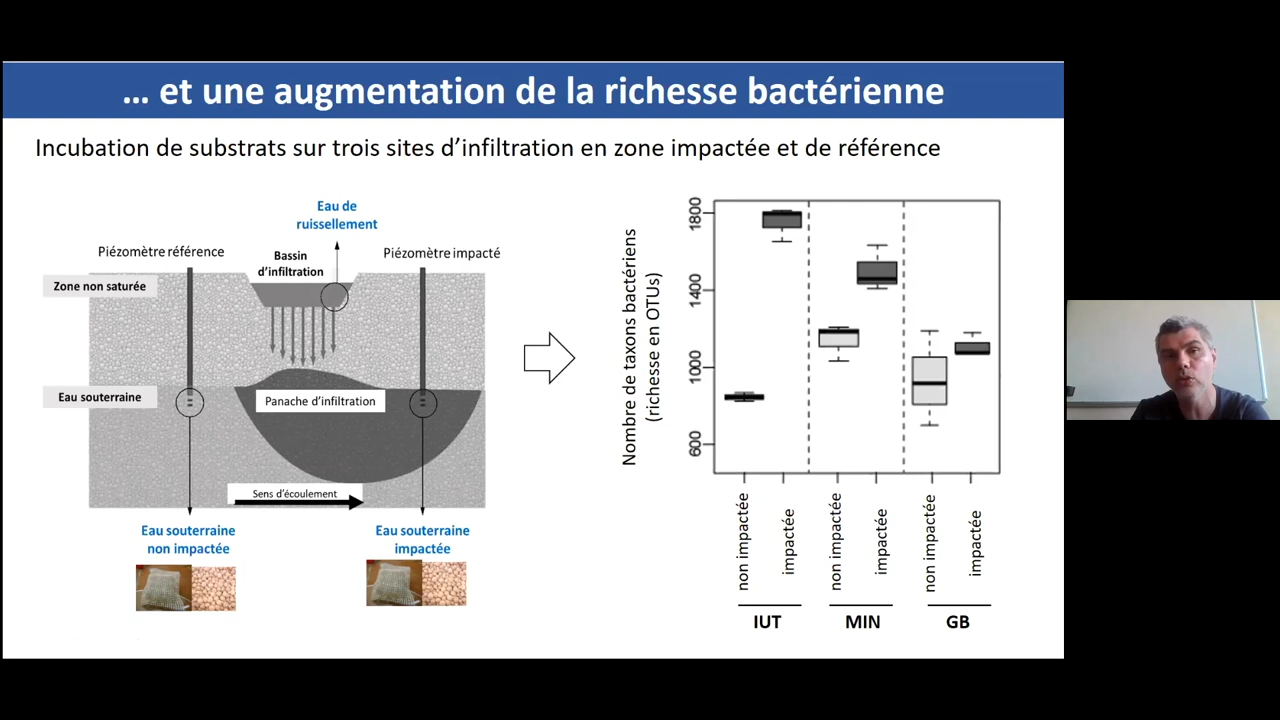 … et une augmentation de la richesse bactérienne
Incubation de substrats sur trois sites d’infiltration en zone impactée et de référence
Eau de
ruissellement
Piézomètre référence
Bassin
d’infiltration
Piézomètre impacté
Zone non saturée
Eau souterraine
Panache d’infiltration
Sens d’écoulement
Eau souterraine
non impactée
Eau souterraine
impactée
Nombre de taxons bactériens
(richesse en OTUs)
1800
1400
1000
600
non impactée
impactée
non impactée
impactée
non impactée
impactée
IUT
MIN
GB